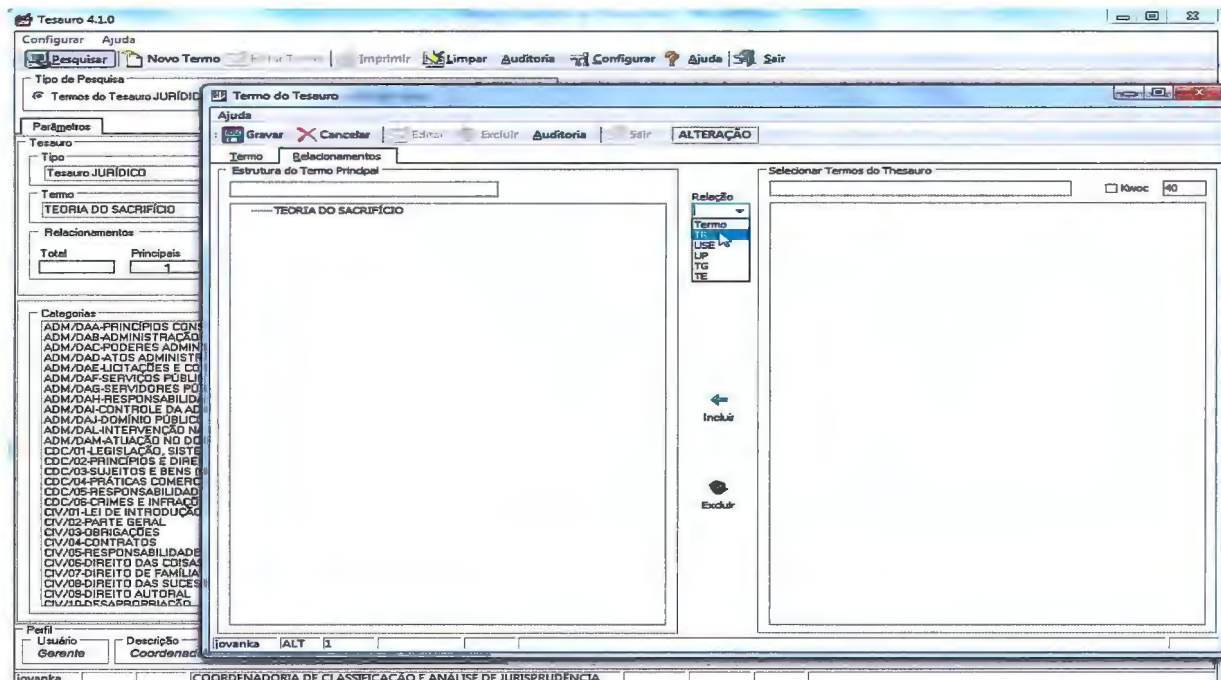 Tesauro 4.1.0
Configurar Ajuda
Pesquisar Novo Termo Editar Termo Imprimir Limpar Auditoria Configurar Ajuda Sair
Tipo de Pesquisa
Termos do Tesauro JURÍDIC
Parâmetros
Tesauro
Tipo
Tesauro JURÍDICO
Termo
TEORIA DO SACRIFÍCIO
Relacionamentos
Total Principais
1
Categorias
ADM/DAA-PRINCÍPIOS CONS
ADM/DAB-ADMINISTRAÇÃO
ADM/DAC-PODERES ADMIN
ADM/DAD-ATOS ADMINISTR
ADM/DAE-LICITAÇÕES E CO
ADM/DAF-SERVIÇOS PÚBLI
ADM/DAG-SERVIDORES PÚ
ADM/DAH-RESPONSABILIDA
ADM/DAI-CONTROLE DA AD
ADM/DAJ-DOMÍNIO PÚBLIC
ADM/DAL-INTERVENÇÃO NA
ADM/DAM-ATUAÇÃO NO DO
CDC/01-LEGISLAÇÃO, SISTE
CDC/02-PRINCÍPIOS E DIRE
CDC/03-SUJEITOS E BENS
CDC/04-PRÁTICAS COMERC
CDC/05-RESPONSABILIDAD
CDC/06-CRIMES E INFRAÇÕ
CIV/01-LEI DE INTRODUÇÃO
CIV/02-PARTE GERAL
CIV/03-OBRIGAÇÕES
CIV/04-CONTRATOS
CIV/05-RESPONSABILIDADE
CIV/06-DIREITO DAS COISAS
CIV/07-DIREITO DE FAMÍLIA
CIV/08-DIREITO DAS SUCES
CIV/09-DIREITO AUTORAL
CIV/10-DESAPROPRIAÇÃO
Perfil
Usuário Descrição
Gerente Coordenad
jovanka COORDENADORIA DE CLASSIFICAÇÃO E ANÁLISE DE JURISPRUDÊNCIA
Termo do Tesauro
Ajuda
Gravar Cancelar Editar Excluir Auditoria Sair ALTERAÇÃO
Termo Relacionamentos
Estrutura do Termo Principal
TEORIA DO SACRIFÍCIO
Relação
Termo
TR
USE
UP
TG
TE
Incluir
Excluir
Selecionar Termos do Thesauro
Kwoc 40
jovanka ALT 1